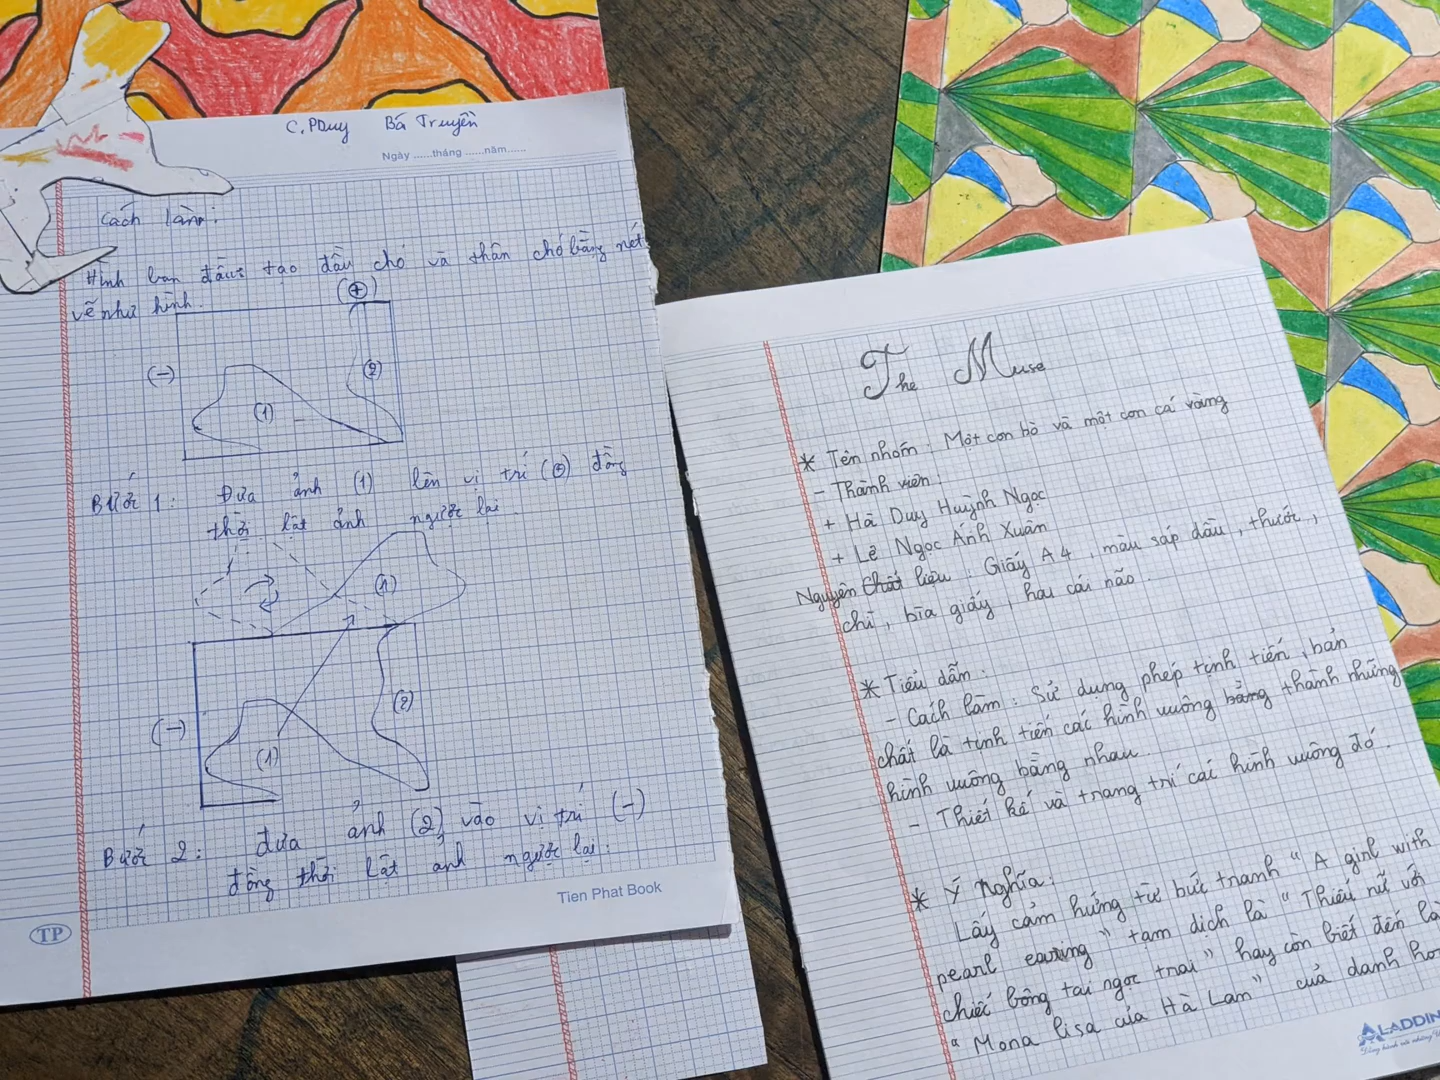 C. PDuy Bá Truyền
Ngày ......tháng ......năm......
Cách làm:
Hình ban đầu: tạo đầu chó và thân chó bằng nét
vẽ như hình.
(+)
(-)
(2)
(1)
Bước 1: Đưa ảnh (1) lên vị trí (+) đồng
thời lật ảnh ngược lại.
(1)
(-)
(2)
(1)
Bước 2: đưa ảnh (2) vào vị trí (-)
đồng thời lật ảnh ngược lại.
Tien Phat Book
TP
The Muse
* Tên nhóm: Một con bò và một con cá vàng
- Thành viên:
+ Hà Duy Huỳnh Ngọc
+ Lê Ngọc Ánh Xuân
Nguyên Chất liệu: Giấy A4, màu sáp dầu, thước,
chì, bìa giấy, hai cái não.
* Tiểu dẫn:
- Cách làm: Sử dụng phép tịnh tiến, bản
chất là tịnh tiến các hình vuông bằng thành những
hình vuông bằng nhau.
- Thiết kế và trang trí cái hình vuông đó.
* Ý nghĩa:
Lấy cảm hứng từ bức tranh "A girl with
pearl earung" tạm dịch là "Thiếu nữ với
chiếc bông tai ngọc trai" hay còn biết đến là
"Mona lisa của Hà Lan" của danh họ
ALADDIN